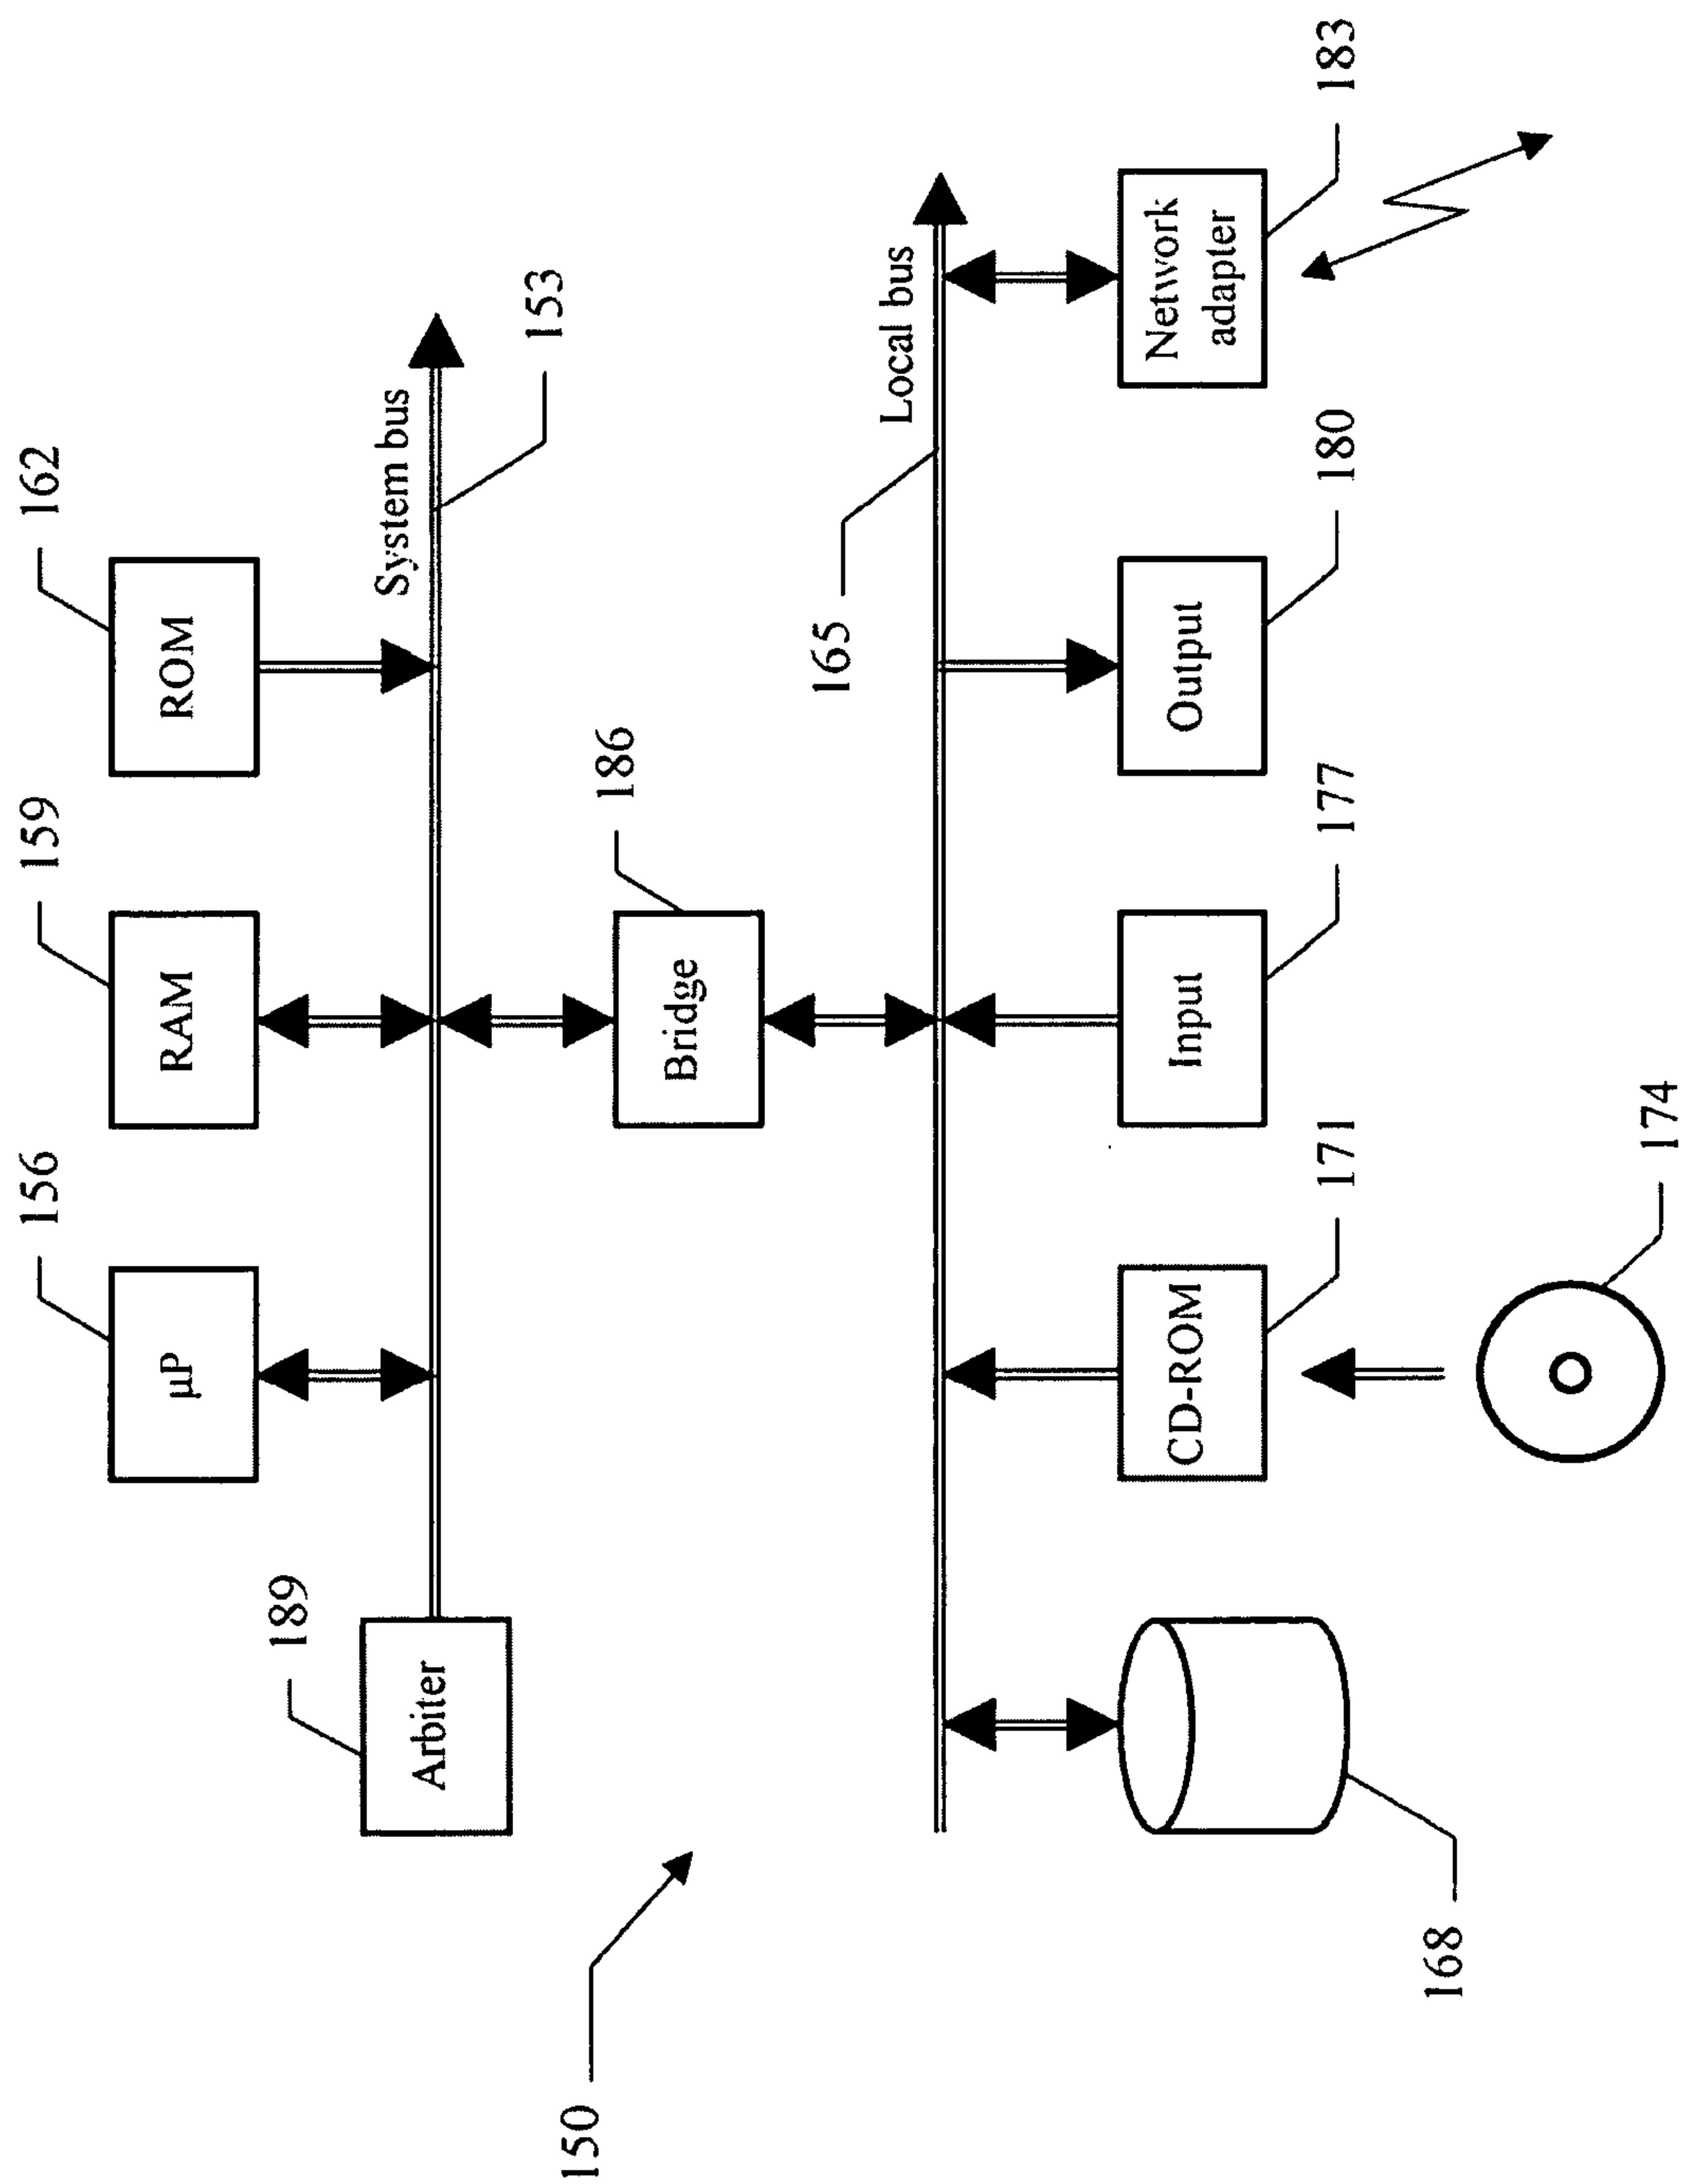 156
159
162
µP
RAM
ROM
189
Arbiter
System bus
153
186
Bridge
150
165
Local bus
CD-ROM
Input
Output
Network
adapter
168
171
177
180
183
174